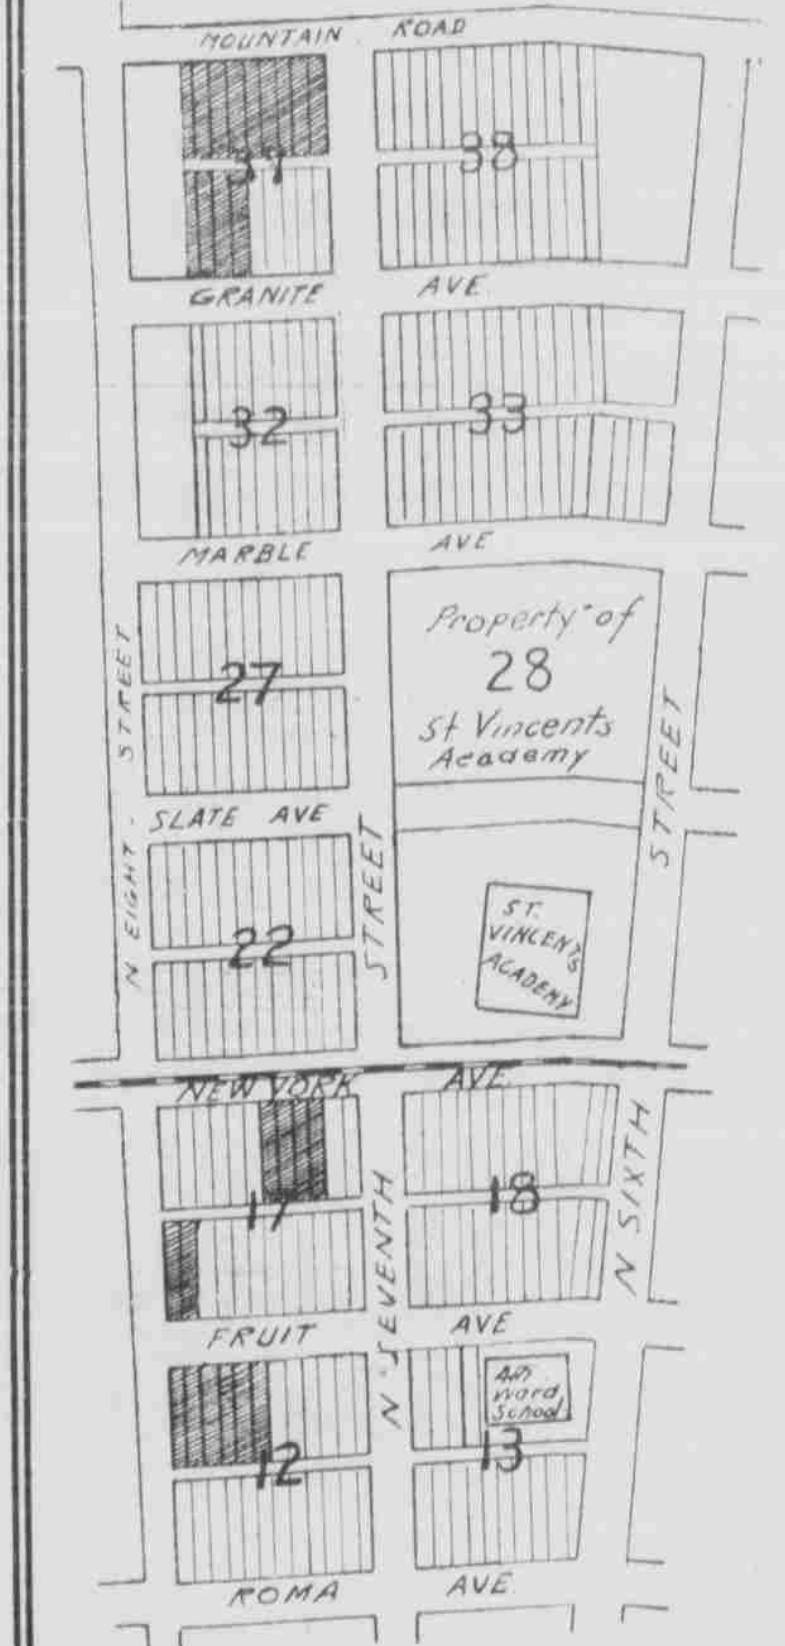 MOUNTAIN ROAD
37 38
GRANITE AVE
32 33
MARBLE AVE
Property of
28
St Vincents
Academy
27
N EIGHT. STREET
SLATE AVE
STREET
STREET
22
ST.
VINCENTS
ACADEMY
NEW YORK AVE
17 18
N SEVENTH
N SIXTH
FRUIT AVE
4th
Ward
School
12 13
ROMA AVE